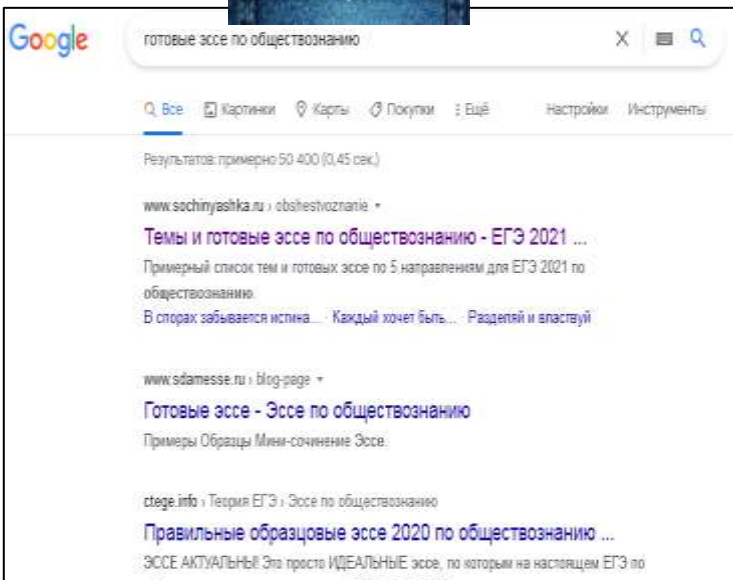 Google
готовые эссе по обществознанию
Все Картинки Карты Покупки Ещё Настройки Инструменты
Результатов: примерно 50 400 (0,45 сек.)
www.sochinyashka.ru › obshestvoznanie
Темы и готовые эссе по обществознанию - ЕГЭ 2021 ...
Примерный список тем и готовых эссе по 5 направлениям для ЕГЭ 2021 по
обществознанию.
В спорах забывается истина... · Каждый хочет быть... · Разделяй и властвуй
www.sdamesse.ru › blog-page
Готовые эссе - Эссе по обществознанию
Примеры Образцы Мини-сочинение Эссе.
ctege.info › Теория ЕГЭ › Эссе по обществознанию
Правильные образцовые эссе 2020 по обществознанию ...
ЭССЕ АКТУАЛЬНЫ! Это просто ИДЕАЛЬНЫЕ эссе, по которым на настоящем ЕГЭ по